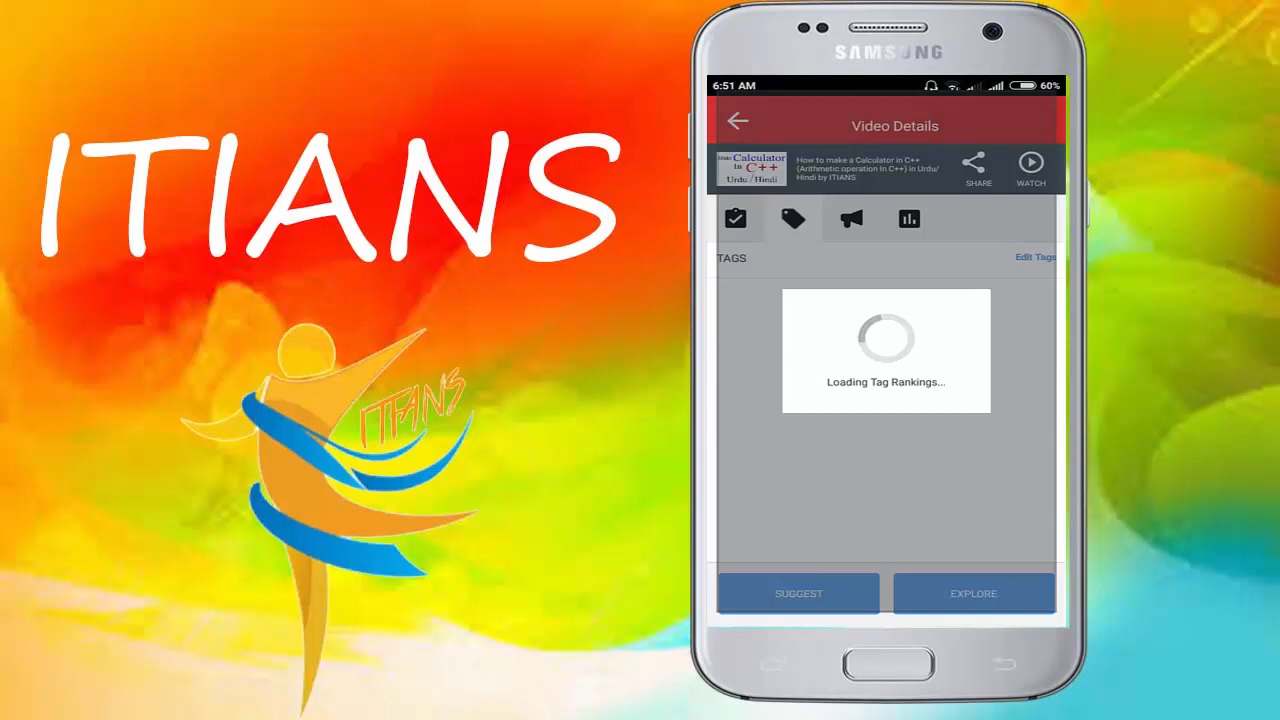 ITIANS
ITIANS
SAMSUNG
6:51 AM
60%
Video Details
Make Calculator
In C++
Urdu / Hindi
How to make a Calculator in C++
(Arithmetic operation In C++) in Urdu/
Hindi by ITIANS
SHARE
WATCH
TAGS
Edit Tags
Loading Tag Rankings...
SUGGEST
EXPLORE